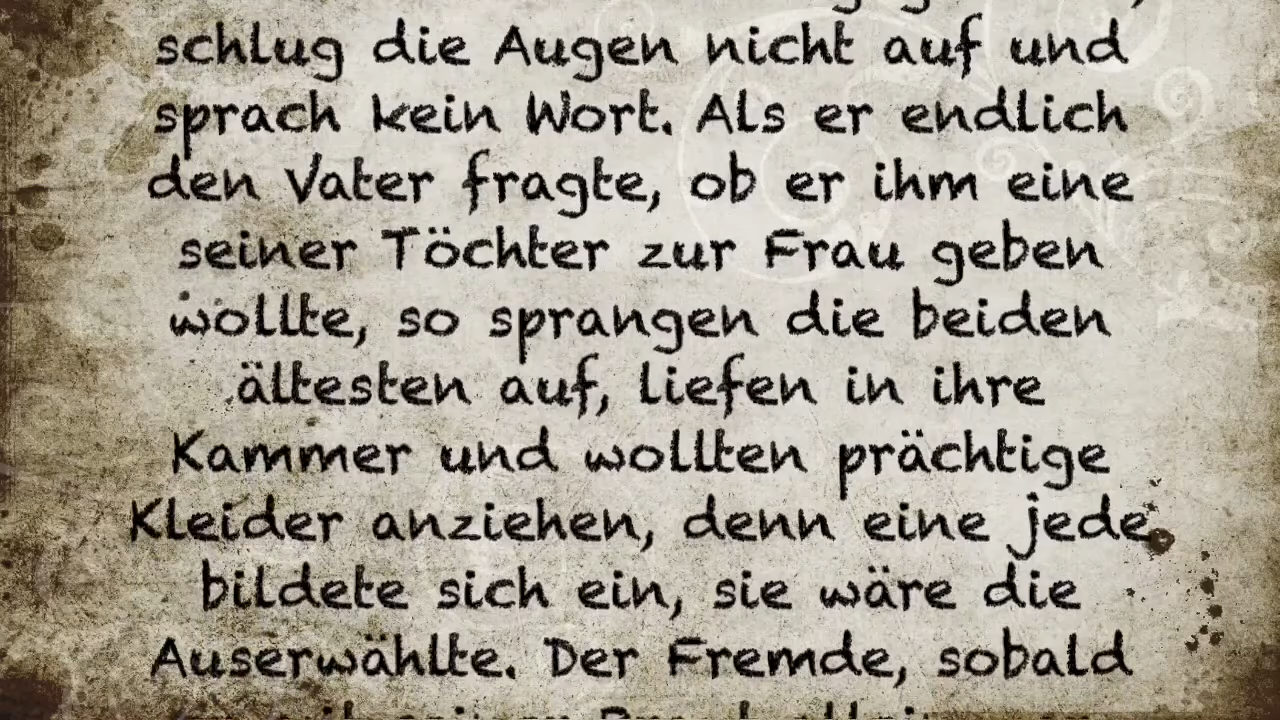 schlug die Augen nicht auf und
sprach kein Wort. Als er endlich
den Vater fragte, ob er ihm eine
seiner Töchter zur Frau geben
wollte, so sprangen die beiden
ältesten auf, liefen in ihre
Kammer und wollten prächtige
Kleider anziehen, denn eine jede
bildete sich ein, sie wäre die
Auserwählte. Der Fremde, sobald